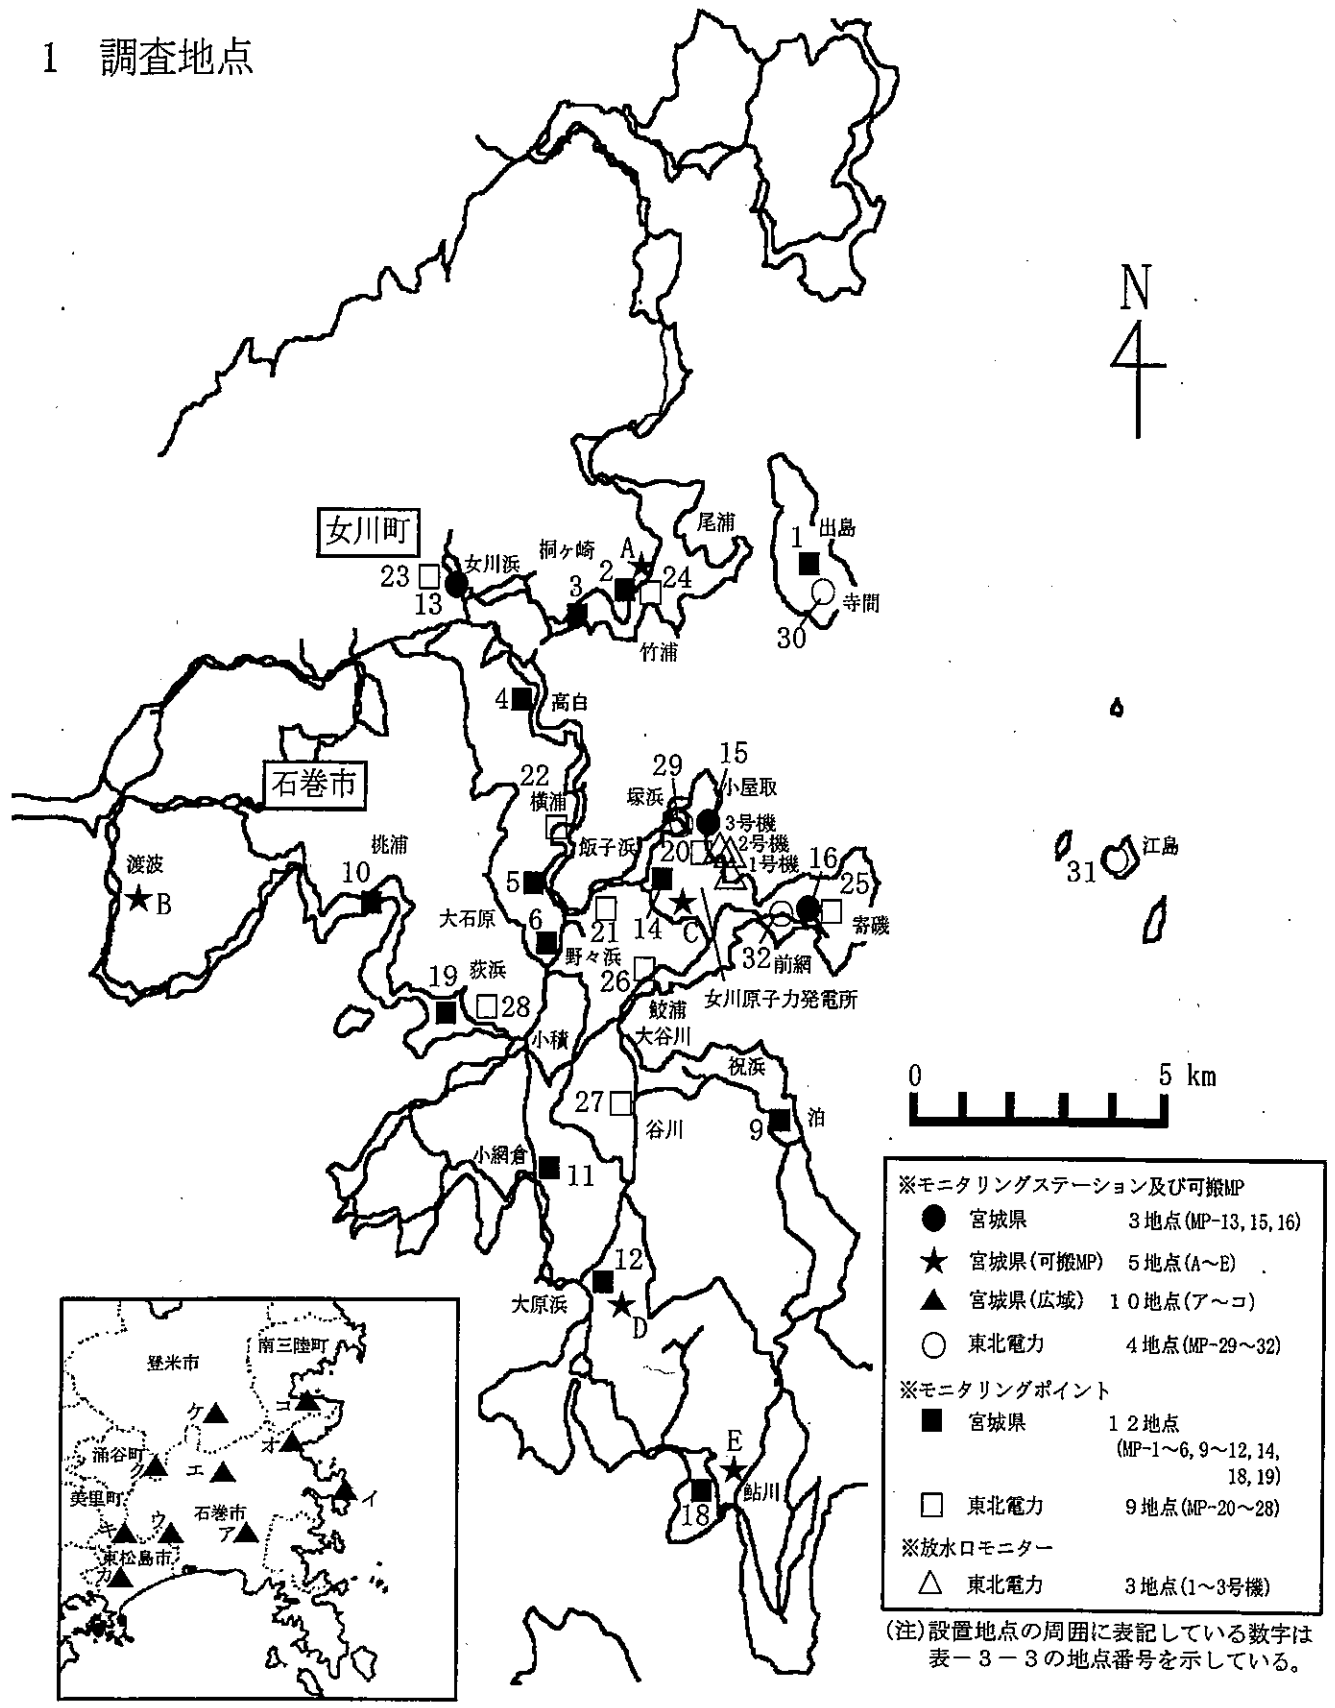 1 調査地点
N
女川町
尾浦
出島
1
桐ヶ崎
A
女川浜
23
13
3
2
24
寺間
30
竹浦
4
高白
石巻市
22
横浦
29
15
塚浜
小屋取
3号機
2号機
1号機
飯子浜
20
16
25
31
江島
桃浦
渡波
B
10
5
大石原
6
21
14
C
寄磯
32
前網
野々浜
26
女川原子力発電所
19
荻浜
28
鮫浦
小積
大谷川
祝浜
0 5 km
27
谷川
9
泊
小網倉
11
12
大原浜
D
E
鮎川
18
※モニタリングステーション及び可搬MP
● 宮城県 3地点(MP-13,15,16)
★ 宮城県(可搬MP) 5地点(A～E)
▲ 宮城県(広域) 10地点(ア～コ)
○ 東北電力 4地点(MP-29～32)
※モニタリングポイント
■ 宮城県 12地点
(MP-1～6,9～12,14,
18,19)
□ 東北電力 9地点(MP-20～28)
※放水口モニター
△ 東北電力 3地点(1～3号機)
(注)設置地点の周囲に表記している数字は
表－3－3の地点番号を示している。
南三陸町
登米市
ケ
コ
オ
涌谷町
ク
エ
美里町
イ
石巻市
キ
ウ
ア
東松島市
カ